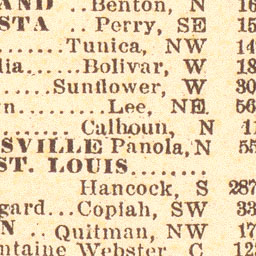 AND ..Benton, N 16
STA ..Perry, SE 15
......Tunica, NW 14
lia......Bolivar, W 18
......Sunflower, W 30
n........Lee, NE. 56
........Calhoun, N 11
SVILLE Panola, N 55
ST. LOUIS........
Hancock, S 287
gard...Copiah, SW 33
N ..Quitman, NW 17
ntaine Webster, C 12